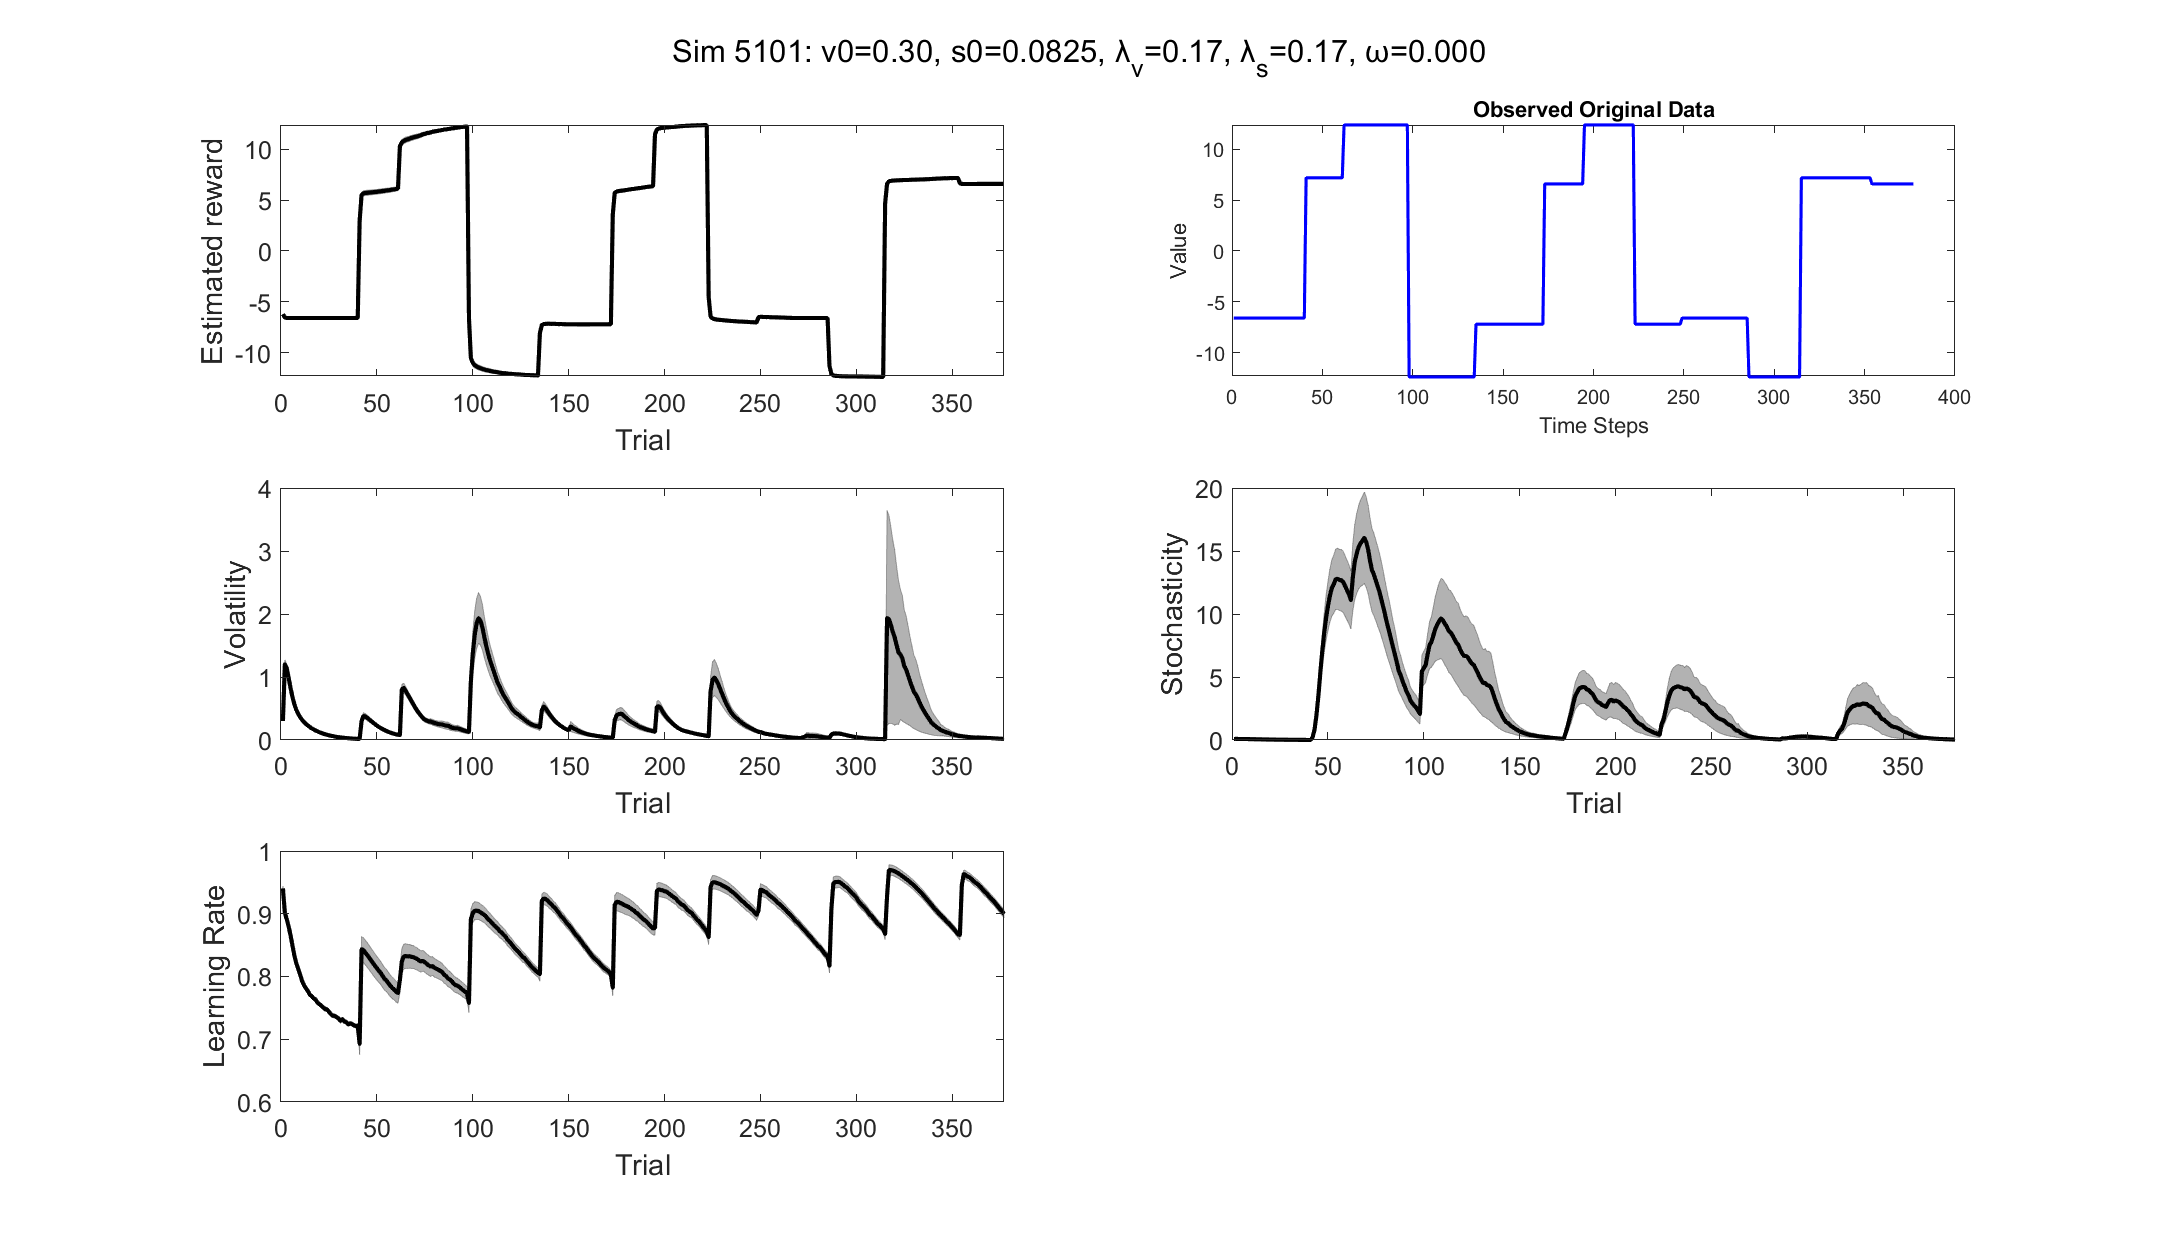 Sim 5101: v0=0.30, s0=0.0825, λ_v=0.17, λ_s=0.17, ω=0.000
Estimated reward
10
5
0
-5
-10
0 50 100 150 200 250 300 350
Trial
Observed Original Data
Value
10
5
0
-5
-10
0 50 100 150 200 250 300 350 400
Time Steps
Volatility
4
3
2
1
0
0 50 100 150 200 250 300 350
Trial
Stochasticity
20
15
10
5
0
0 50 100 150 200 250 300 350
Trial
Learning Rate
1
0.9
0.8
0.7
0.6
0 50 100 150 200 250 300 350
Trial